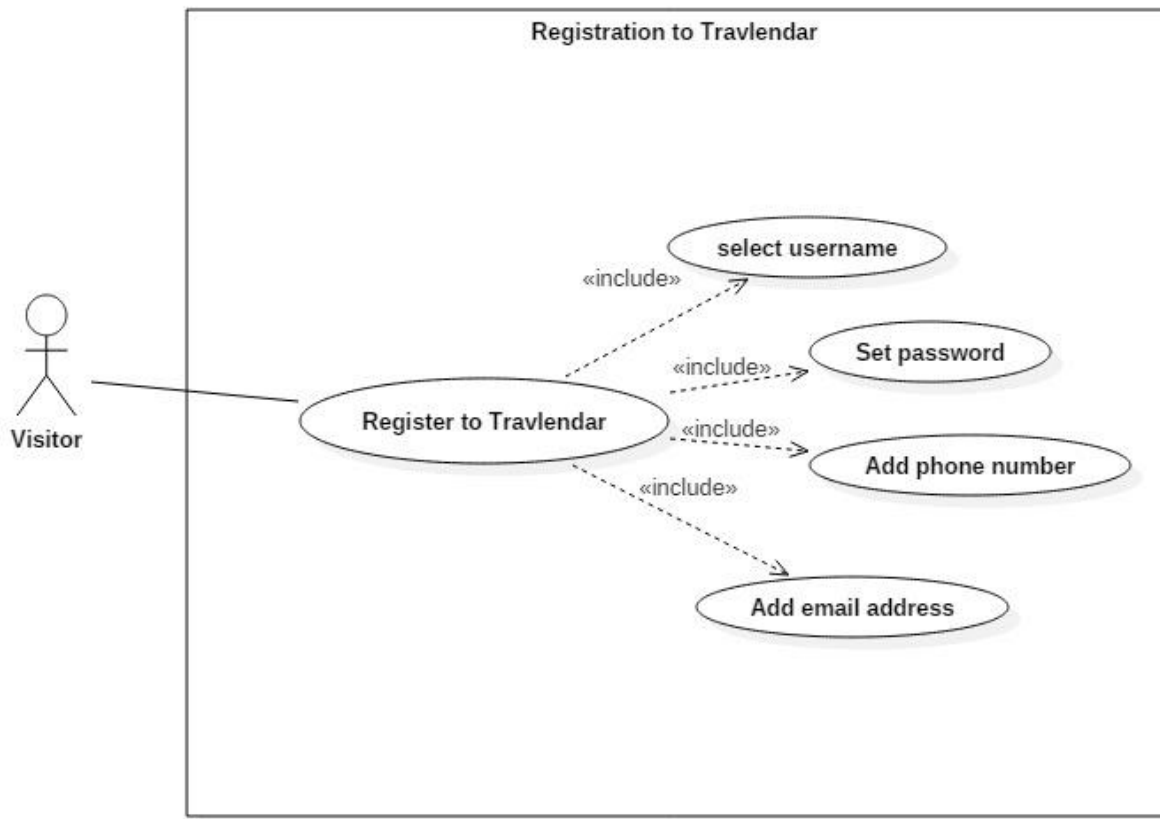 Registration to Travlendar
select username
«include»
Set password
«include»
Visitor
Register to Travlendar
«include»
Add phone number
«include»
Add email address